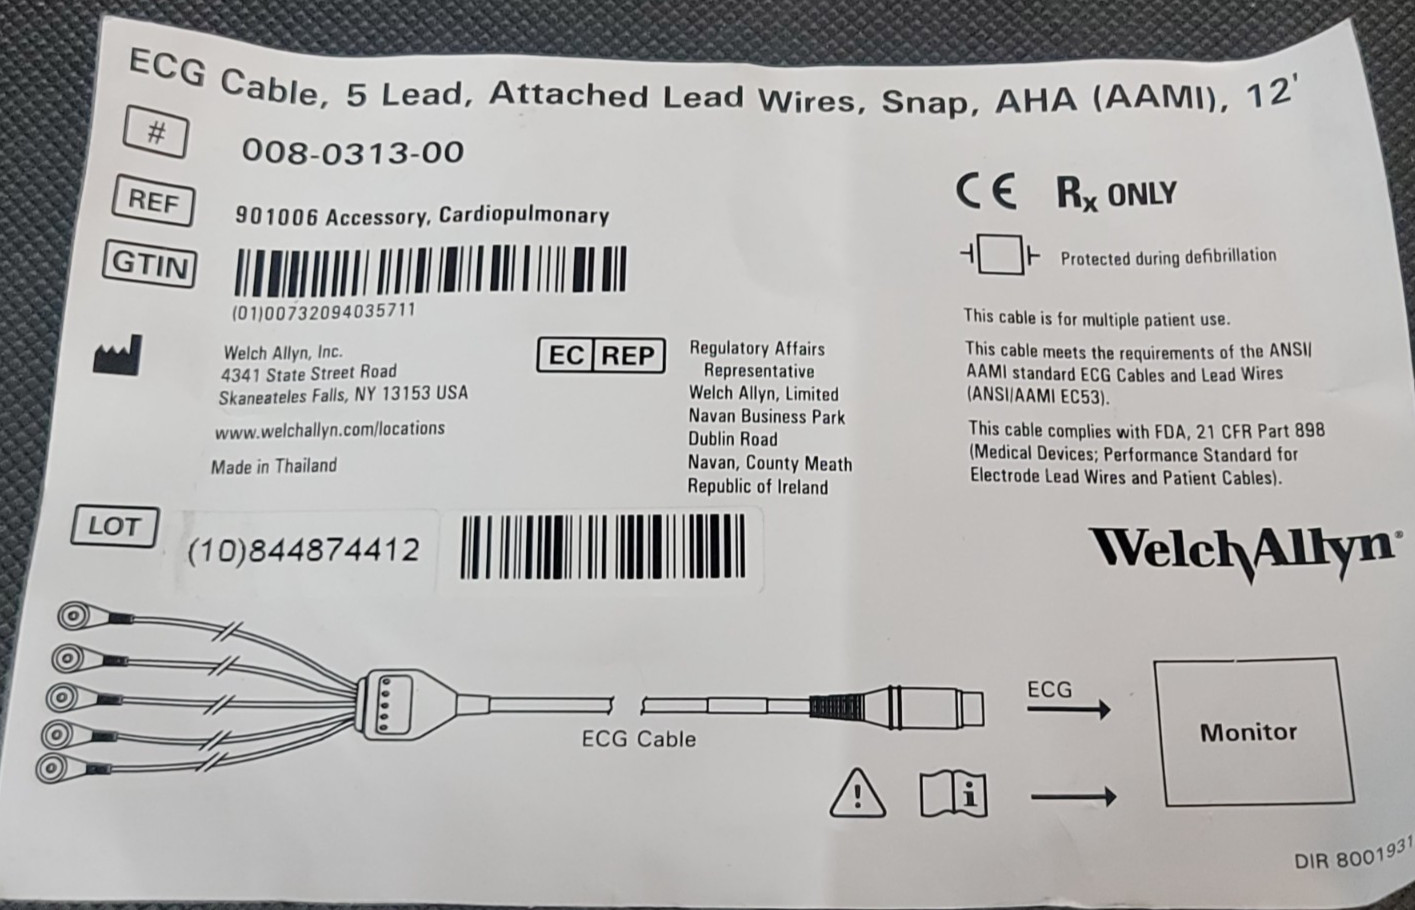 ECG Cable, 5 Lead, Attached Lead Wires, Snap, AHA (AAMI), 12'
#
008-0313-00
REF
901006 Accessory, Cardiopulmonary
GTIN
(01)00732094035711
Welch Allyn, Inc.
4341 State Street Road
Skaneateles Falls, NY 13153 USA
www.welchallyn.com/locations
Made in Thailand
EC REP
Regulatory Affairs
Representative
Welch Allyn, Limited
Navan Business Park
Dublin Road
Navan, County Meath
Republic of Ireland
CE Rx ONLY
Protected during defibrillation
This cable is for multiple patient use.
This cable meets the requirements of the ANSI/
AAMI standard ECG Cables and Lead Wires
(ANSI/AAMI EC53).
This cable complies with FDA, 21 CFR Part 898
(Medical Devices; Performance Standard for
Electrode Lead Wires and Patient Cables).
LOT
(10)844874412
WelchAllyn®
ECG Cable
ECG
Monitor
! i
DIR 8001931